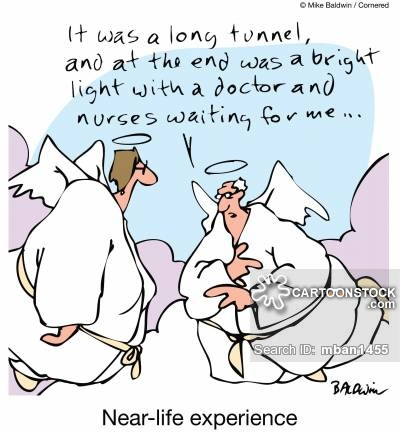 © Mike Baldwin / Cornered
It was a long tunnel,
and at the end was a bright
light with a doctor and
nurses waiting for me...
CARTOONSTOCK
.com
Search ID: mban1455
BALDWIN
Near-life experience